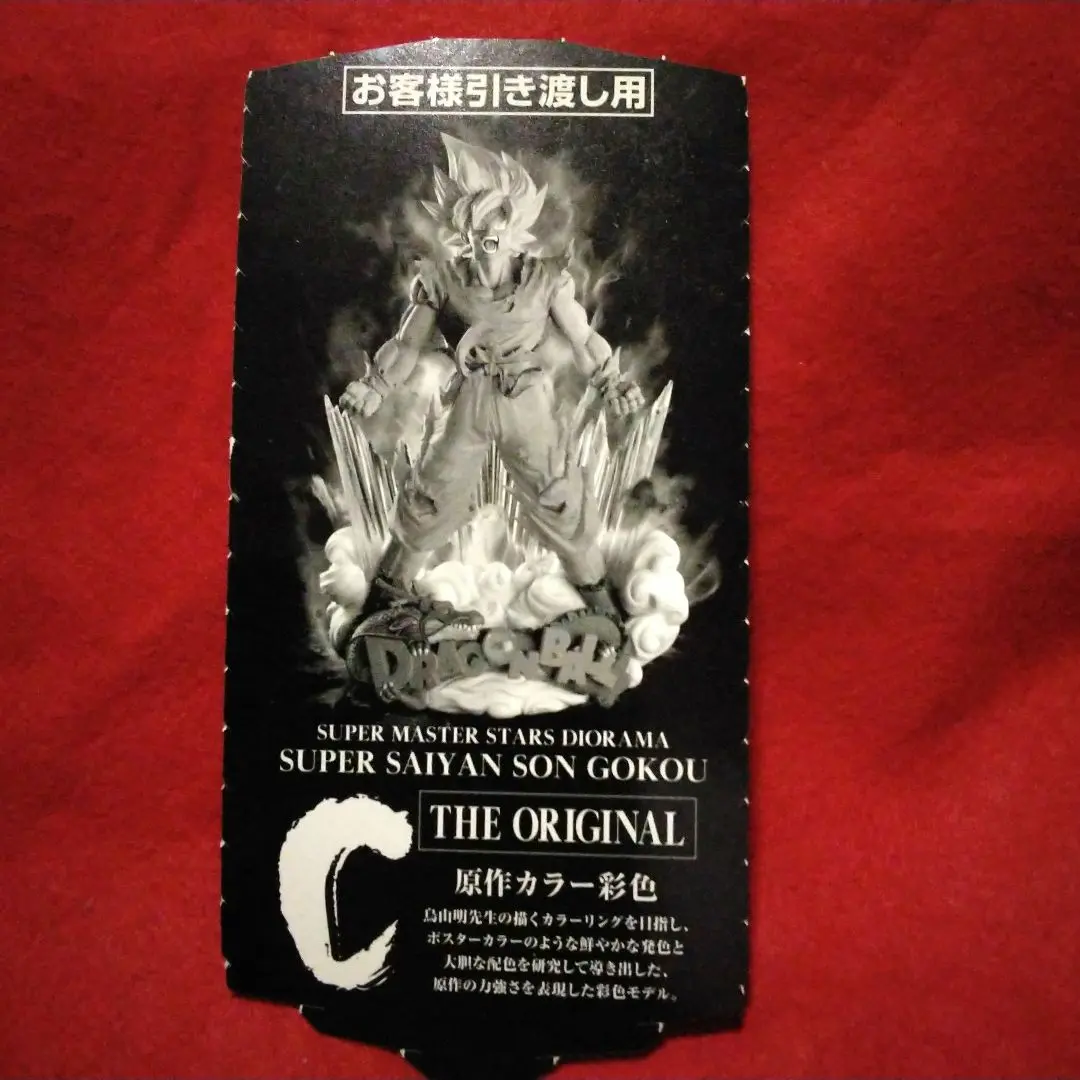 お客様引き渡し用
DRAGON BALL
SUPER MASTER STARS DIORAMA
SUPER SAIYAN SON GOKOU
C
THE ORIGINAL
原作カラー彩色
鳥山明先生の描くカラーリングを目指し、
ポスターカラーのような鮮やかな発色と
大胆な配色を研究して導き出した、
原作の力強さを表現した彩色モデル。